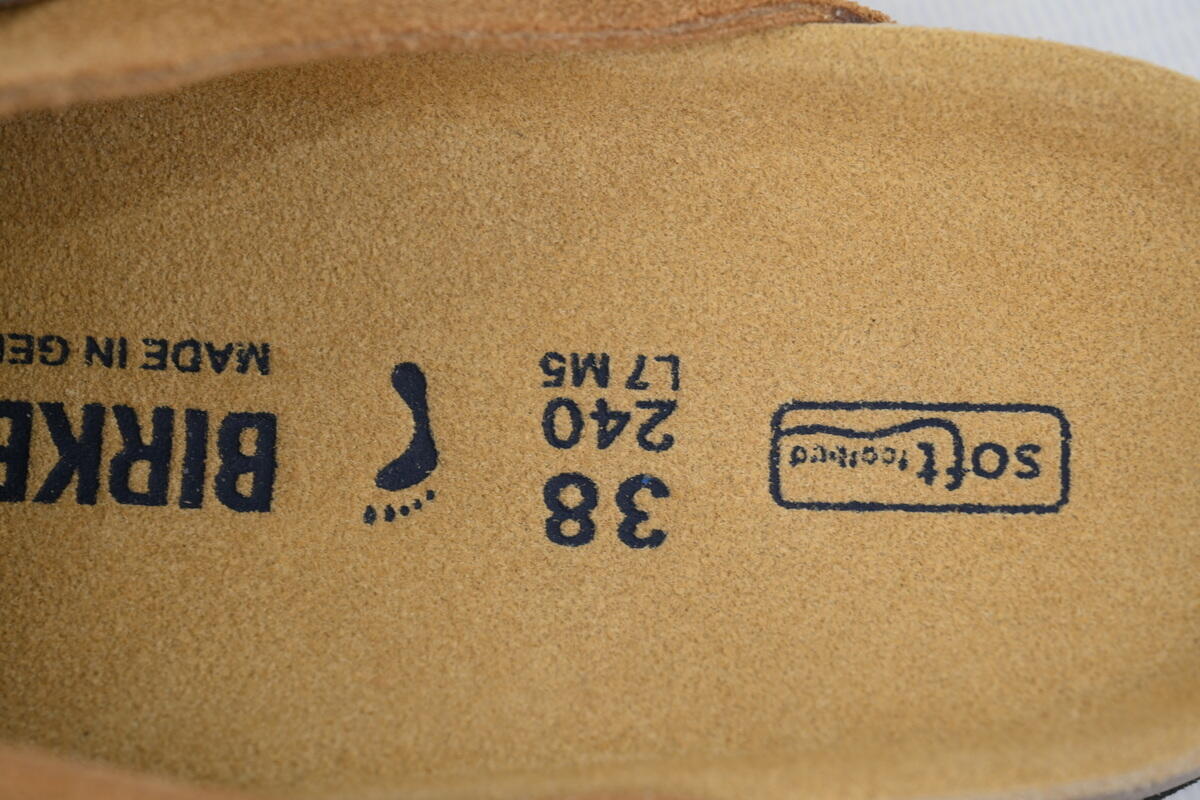 soft footbed
38
240
L7 M5
BIRKE
MADE IN GE